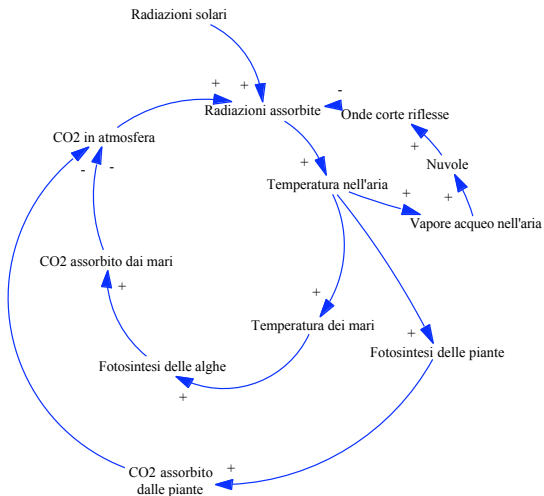 Radiazioni solari
+
+
-
Radiazioni assorbite
Onde corte riflesse
CO2 in atmosfera
+
-
-
+
Nuvole
Temperatura nell'aria
+
+
Vapore acqueo nell'aria
CO2 assorbito dai mari
+
+
Temperatura dei mari
+
Fotosintesi delle piante
Fotosintesi delle alghe
+
CO2 assorbito
dalle piante
+